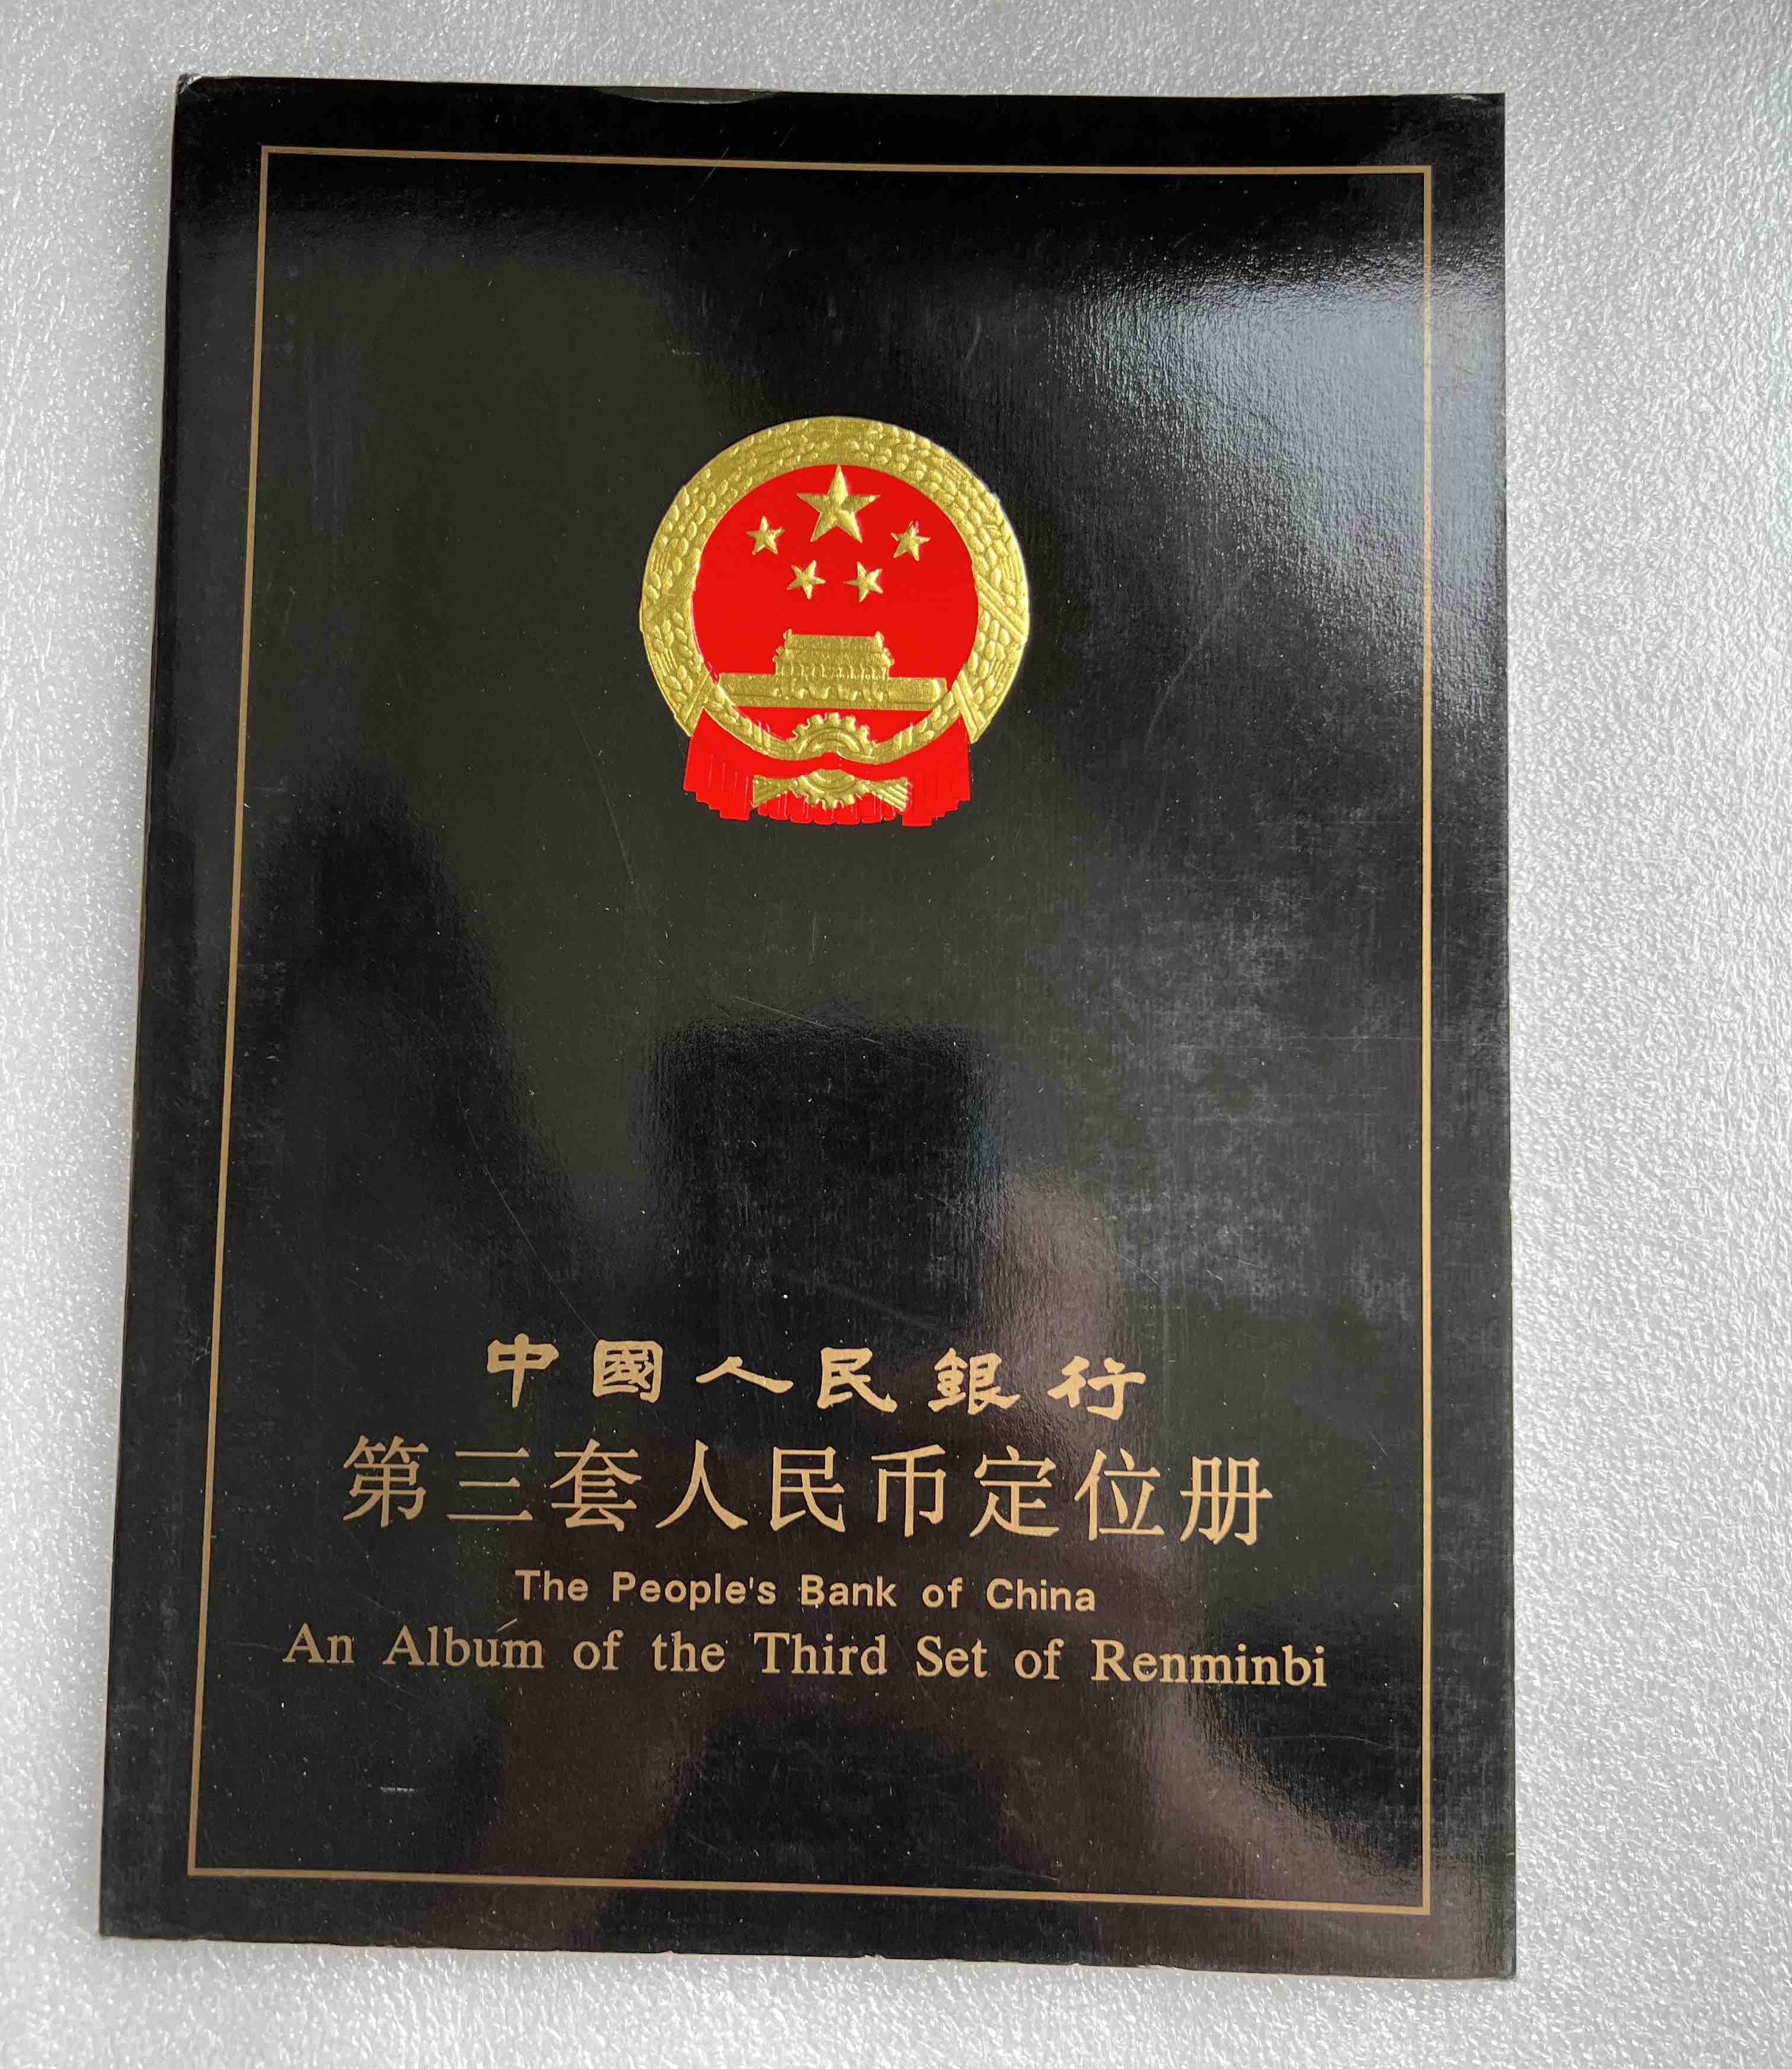 中國人民銀行
第三套人民币定位册
The People's Bank of China
An Album of the Third Set of Renminbi